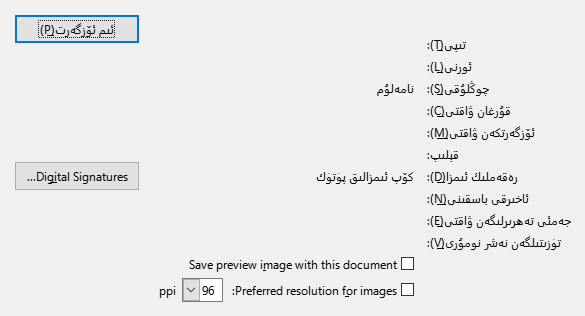 ئىم ئۆزگەرت(P)
تىپى(T):
ئورنى(L):
چوڭلۇقى(S): نامەلۇم
قۇرغان ۋاقتى(C):
ئۆزگەرتكەن ۋاقتى(M):
قېلىپ:
رەقەملىك ئىمزا(D): كۆپ ئىمزالىق پۈتۈك Digital Signatures...
ئاخىرقى باسقىنى(N):
جەمئى تەھرىرلىگەن ۋاقتى(E):
تۈزىتىلگەن نەشر نومۇرى(V):
Save preview image with this document
Preferred resolution for images: 96 ppi